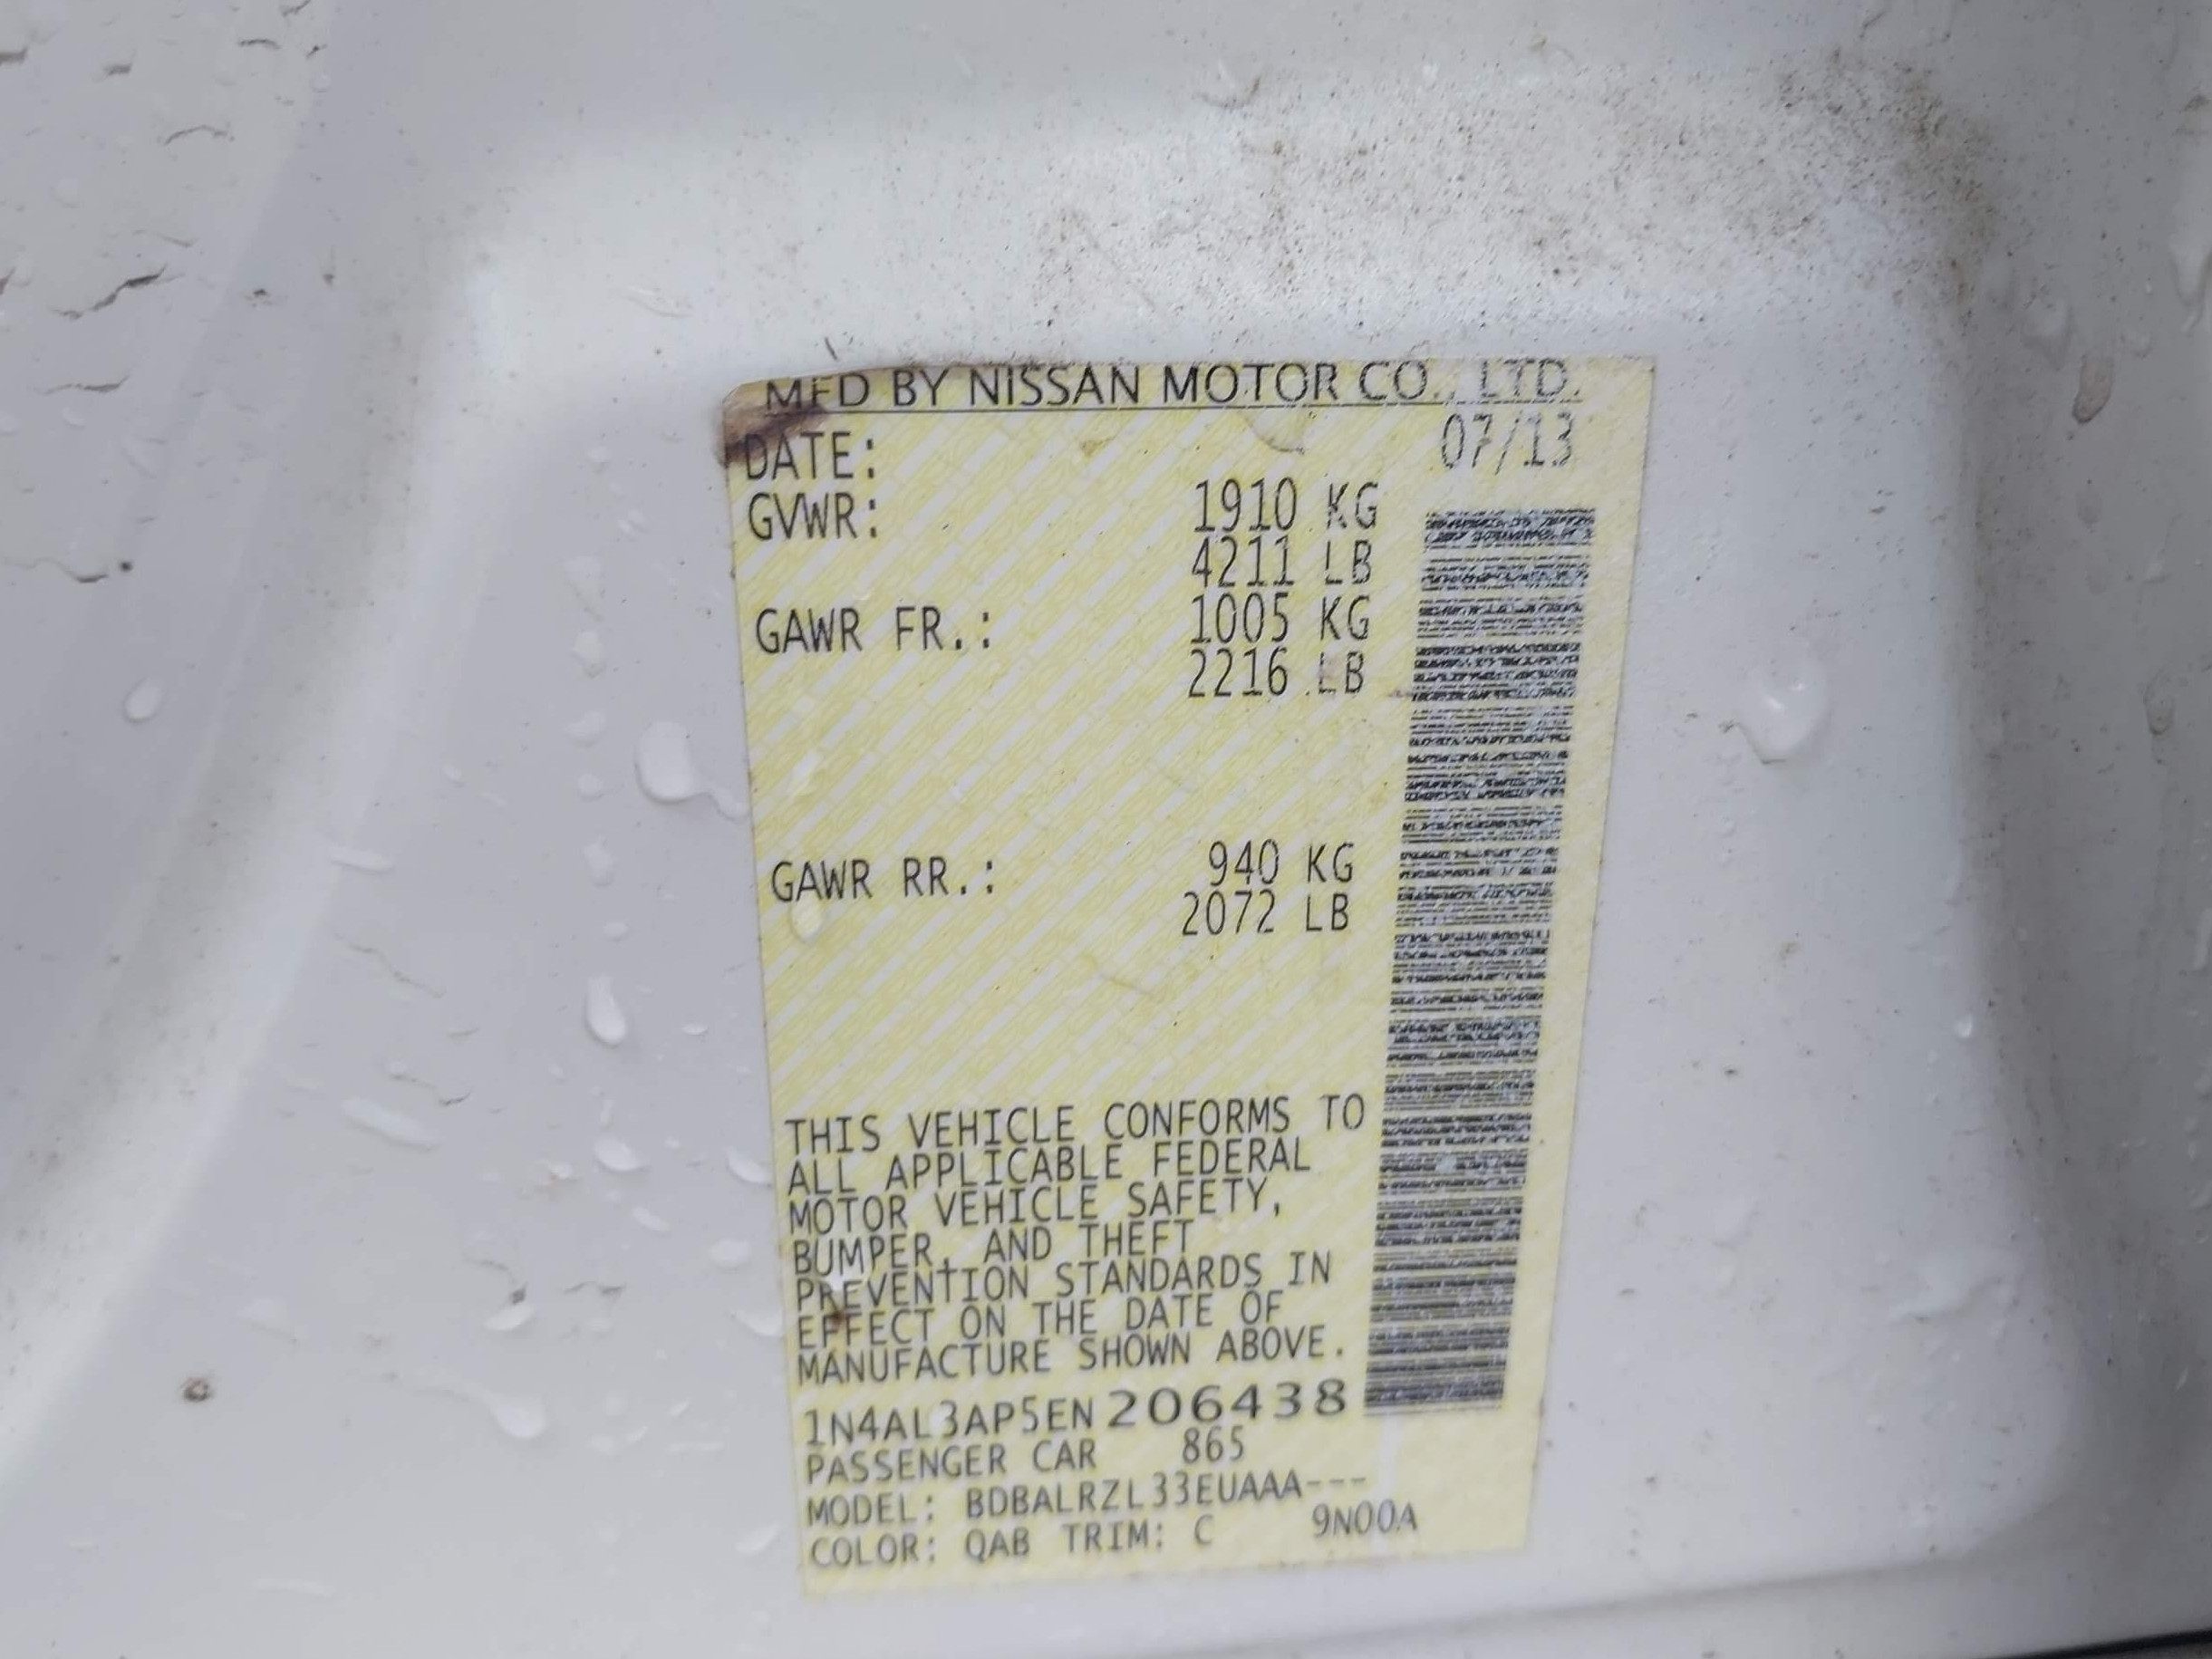 MFD BY NISSAN MOTOR CO., LTD.
DATE: 07/13
GVWR: 1910 KG
4211 LB
GAWR FR.: 1005 KG
2216 LB
GAWR RR.: 940 KG
2072 LB
THIS VEHICLE CONFORMS TO
ALL APPLICABLE FEDERAL
MOTOR VEHICLE SAFETY,
BUMPER, AND THEFT
PREVENTION STANDARDS IN
EFFECT ON THE DATE OF
MANUFACTURE SHOWN ABOVE.
1N4AL3AP5EN206438
PASSENGER CAR 865
MODEL: BDBALRZL33EUAAA---
COLOR: QAB TRIM: C 9N00A